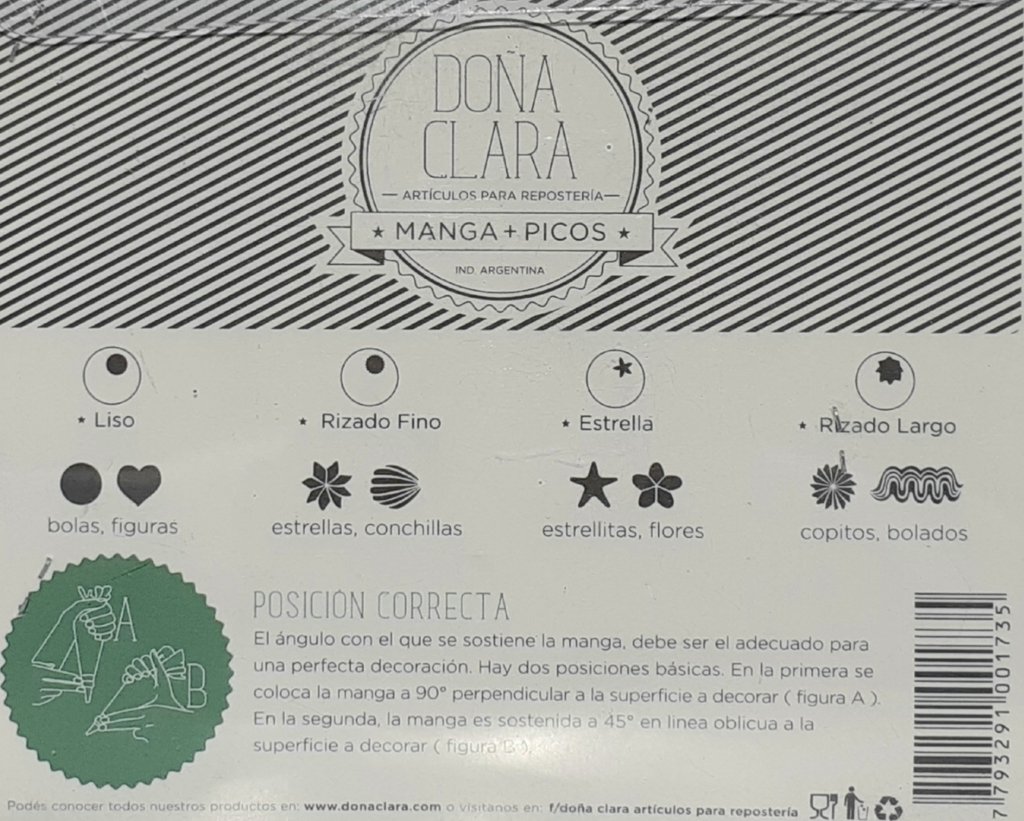 DOÑA
CLARA
ARTÍCULOS PARA REPOSTERÍA
★ MANGA + PICOS ★
IND. ARGENTINA
★ Liso
★ Rizado Fino
★ Estrella
★ Rizado Largo
bolas, figuras
estrellas, conchillas
estrellitas, flores
copitos, bolados
A
B
POSICIÓN CORRECTA
El ángulo con el que se sostiene la manga, debe ser el adecuado para
una perfecta decoración. Hay dos posiciones básicas. En la primera se
coloca la manga a 90° perpendicular a la superficie a decorar ( figura A ).
En la segunda, la manga es sostenida a 45° en linea oblicua a la
superficie a decorar ( figura B ).
7 793291 001735
Podés conocer todos nuestros productos en: www.donaclara.com o visitanos en: f/doña clara artículos para repostería